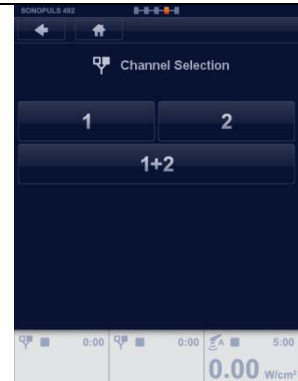 SONOPULS 492
Channel Selection
1 2
1+2
0:00 0:00 A 5:00
0.00 W/cm²